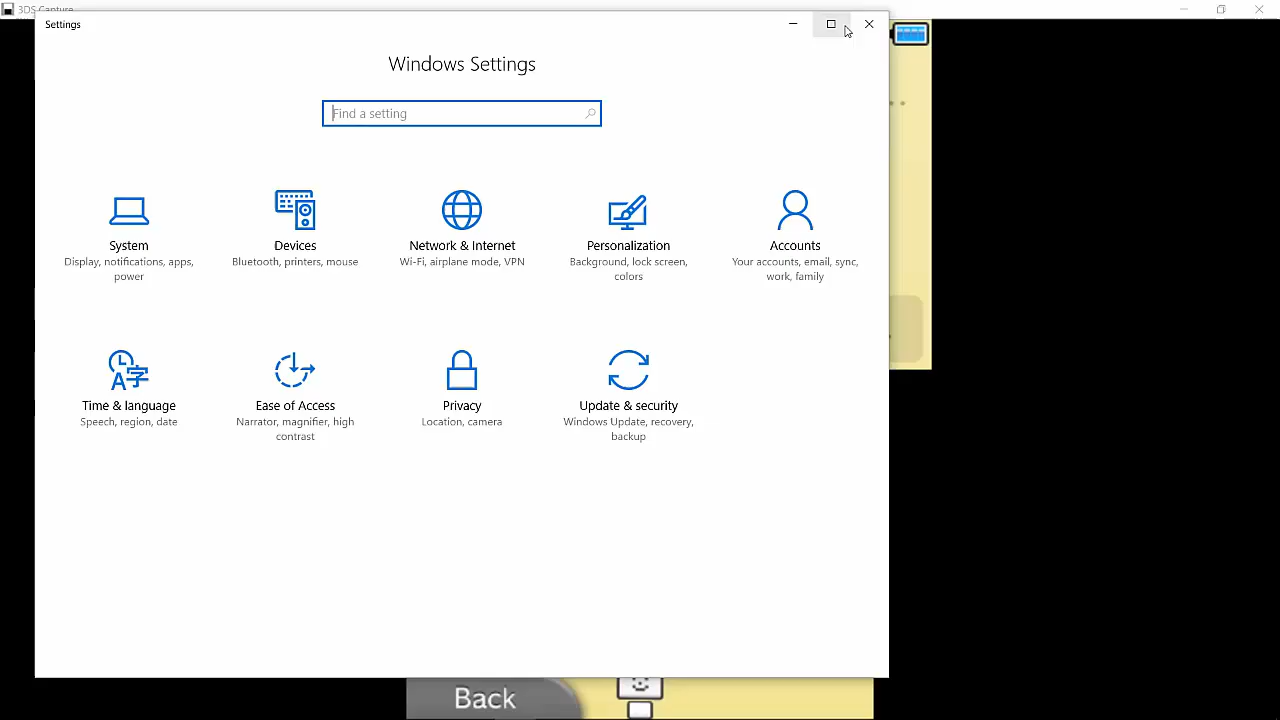 3DS Capture
Settings
Windows Settings
Find a setting
System
Display, notifications, apps,
power
Devices
Bluetooth, printers, mouse
Network & Internet
Wi-Fi, airplane mode, VPN
Personalization
Background, lock screen,
colors
Accounts
Your accounts, email, sync,
work, family
Time & language
Speech, region, date
Ease of Access
Narrator, magnifier, high
contrast
Privacy
Location, camera
Update & security
Windows Update, recovery,
backup
Back